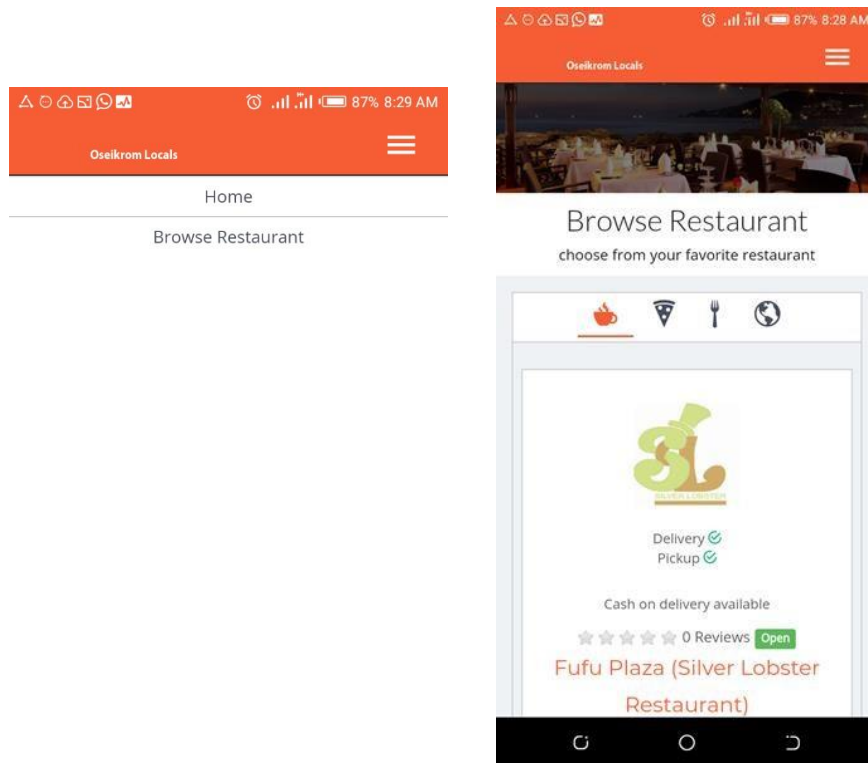 87% 8:29 AM
Oseikrom Locals
Home
Browse Restaurant
87% 8:28 AM
Oseikrom Locals
Browse Restaurant
choose from your favorite restaurant
SL
SILVER LOBSTER
Delivery
Pickup
Cash on delivery available
0 Reviews Open
Fufu Plaza (Silver Lobster
Restaurant)